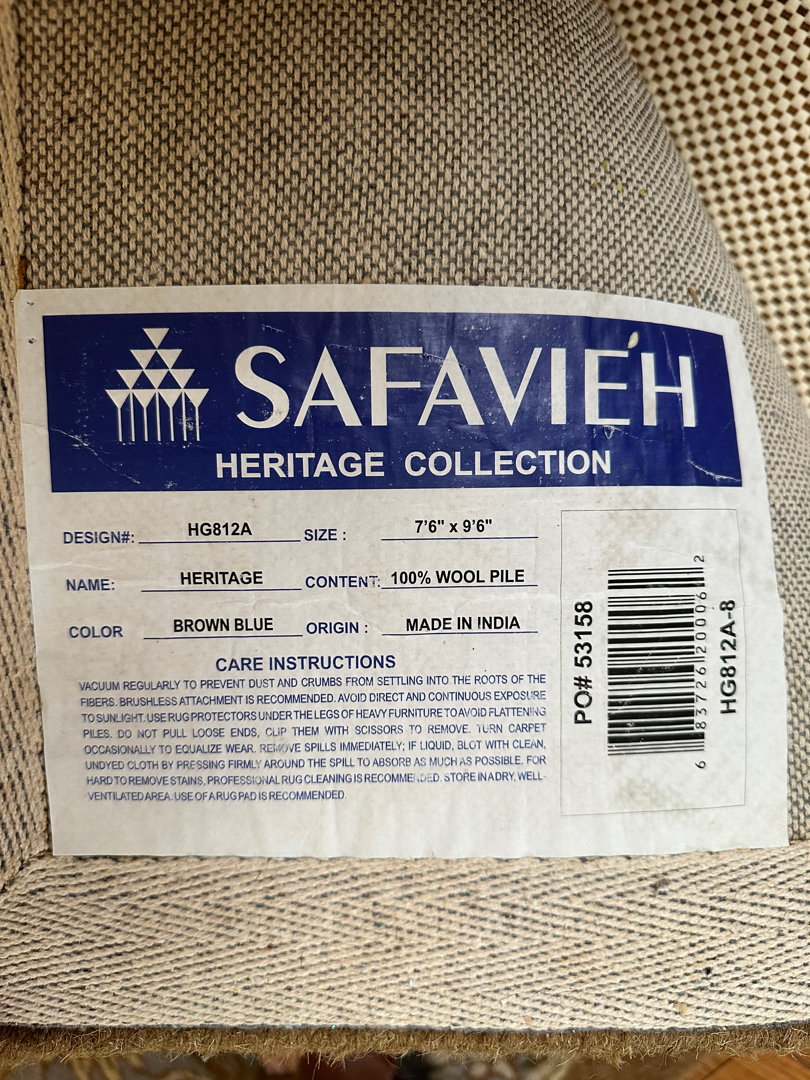 SAFAVIEH
HERITAGE COLLECTION
DESIGN#: HG812A SIZE : 7'6" x 9'6"
NAME: HERITAGE CONTENT: 100% WOOL PILE
COLOR BROWN BLUE ORIGIN : MADE IN INDIA
CARE INSTRUCTIONS
VACUUM REGULARLY TO PREVENT DUST AND CRUMBS FROM SETTLING INTO THE ROOTS OF THE
FIBERS. BRUSHLESS ATTACHMENT IS RECOMMENDED. AVOID DIRECT AND CONTINUOUS EXPOSURE
TO SUNLIGHT. USE RUG PROTECTORS UNDER THE LEGS OF HEAVY FURNITURE TO AVOID FLATTENING
PILES. DO NOT PULL LOOSE ENDS, CLIP THEM WITH SCISSORS TO REMOVE. TURN CARPET
OCCASIONALLY TO EQUALIZE WEAR. REMOVE SPILLS IMMEDIATELY; IF LIQUID, BLOT WITH CLEAN,
UNDYED CLOTH BY PRESSING FIRMLY AROUND THE SPILL TO ABSORB AS MUCH AS POSSIBLE. FOR
HARD TO REMOVE STAINS, PROFESSIONAL RUG CLEANING IS RECOMMENDED. STORE IN A DRY, WELL-
VENTILATED AREA. USE OF A RUG PAD IS RECOMMENDED.
PO# 53158
6 83726 20006 2
HG812A-8